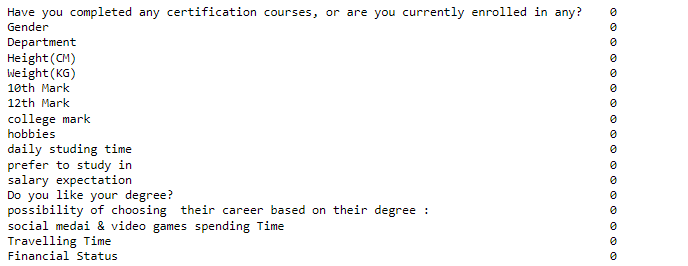 Have you completed any certification courses, or are you currently enrolled in any? 0
Gender 0
Department 0
Height(CM) 0
Weight(KG) 0
10th Mark 0
12th Mark 0
college mark 0
hobbies 0
daily studing time 0
prefer to study in 0
salary expectation 0
Do you like your degree? 0
possibility of choosing  their career based on their degree : 0
social medai & video games spending Time 0
Travelling Time 0
Financial Status 0